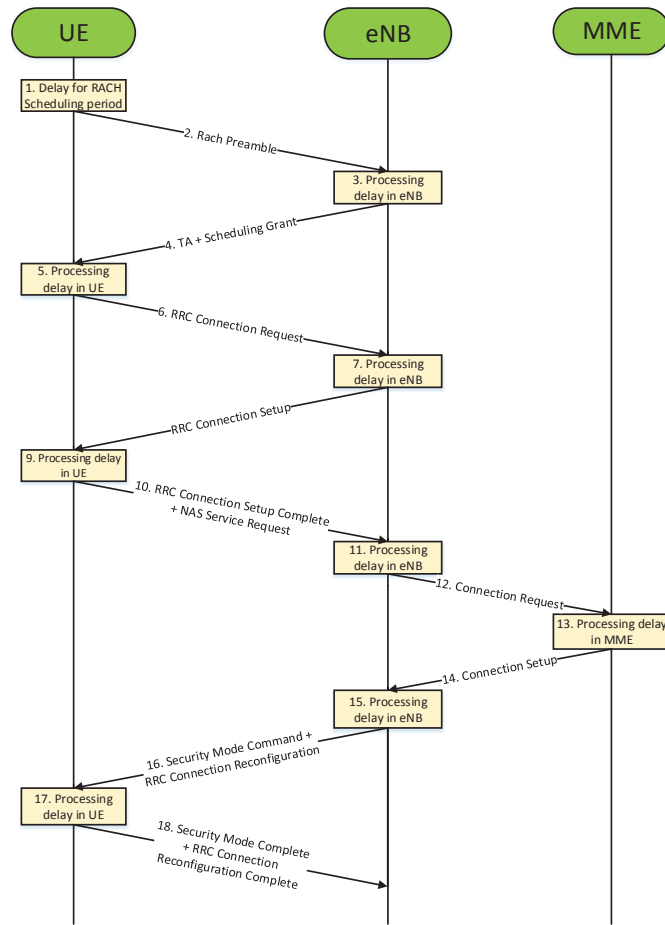 UE
eNB
MME
1. Delay for RACH
Scheduling period
2. Rach Preamble
3. Processing
delay in eNB
4. TA + Scheduling Grant
5. Processing
delay in UE
6. RRC Connection Request
7. Processing
delay in eNB
RRC Connection Setup
9. Processing delay
in UE
10. RRC Connection Setup Complete
+ NAS Service Request
11. Processing
delay in eNB
12. Connection Request
13. Processing delay
in MME
14. Connection Setup
15. Processing
delay in eNB
16. Security Mode Command +
RRC Connection Reconfiguration
17. Processing
delay in UE
18. Security Mode Complete
+ RRC Connection
Reconfiguration Complete